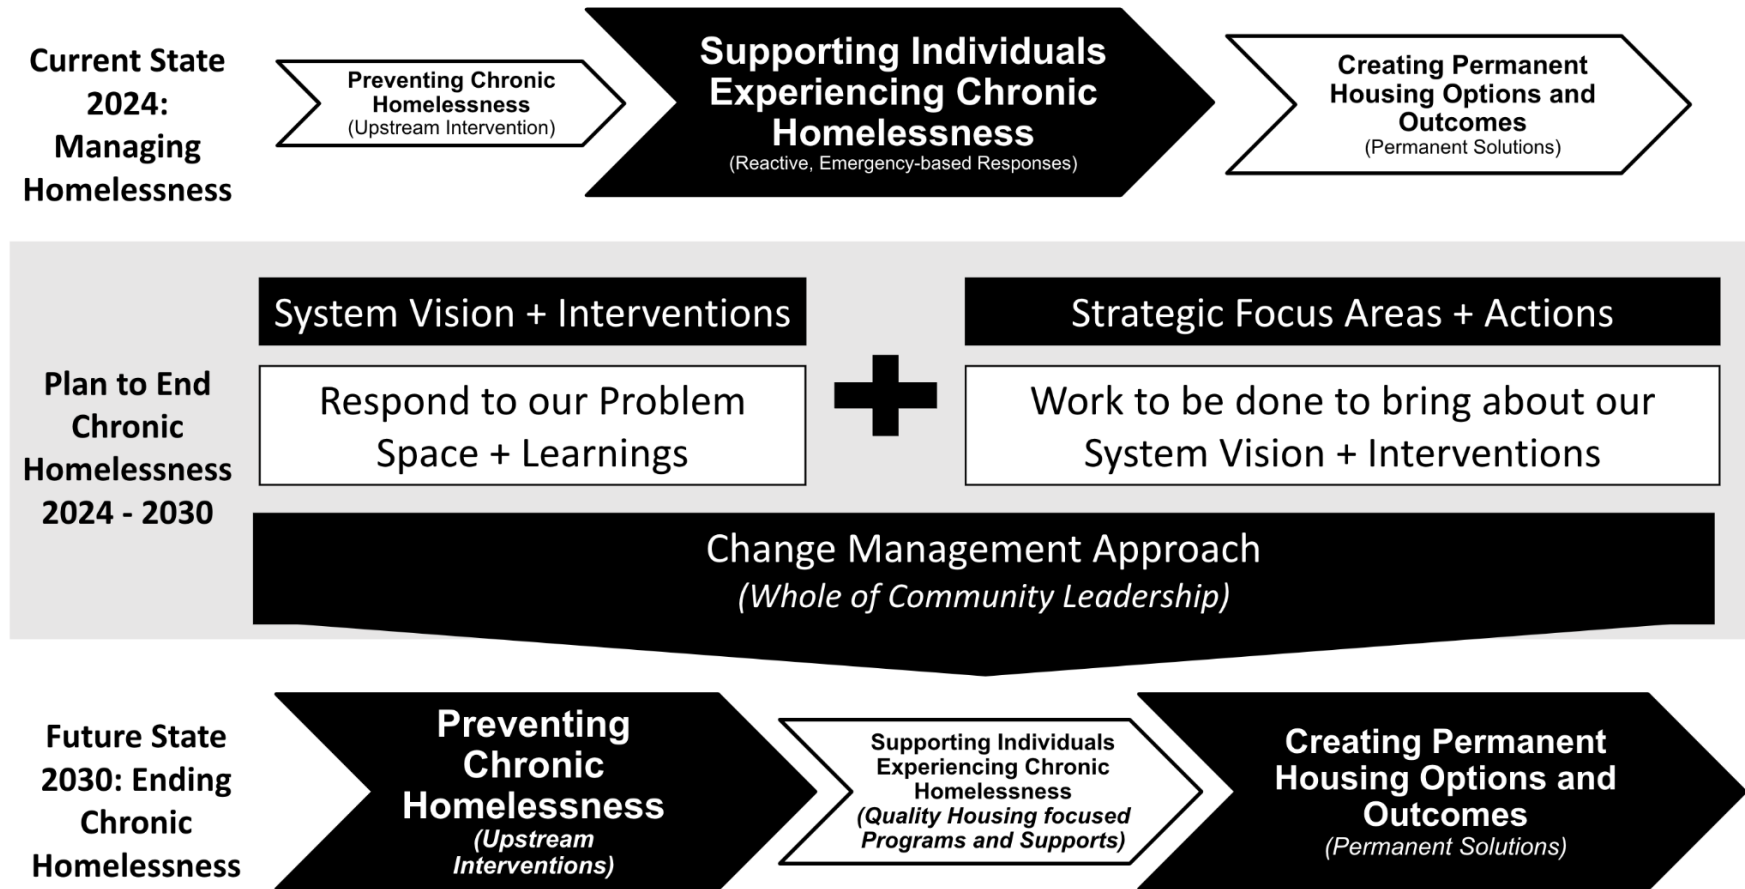 Current State
2024:
Managing
Homelessness
Preventing Chronic
Homelessness
(Upstream Intervention)
Supporting Individuals
Experiencing Chronic
Homelessness
(Reactive, Emergency-based Responses)
Creating Permanent
Housing Options and
Outcomes
(Permanent Solutions)
Plan to End
Chronic
Homelessness
2024 - 2030
System Vision + Interventions
Respond to our Problem
Space + Learnings
Strategic Focus Areas + Actions
Work to be done to bring about our
System Vision + Interventions
Change Management Approach
(Whole of Community Leadership)
Future State
2030: Ending
Chronic
Homelessness
Preventing
Chronic
Homelessness
(Upstream
Interventions)
Supporting Individuals
Experiencing Chronic
Homelessness
(Quality Housing focused
Programs and Supports)
Creating Permanent
Housing Options and
Outcomes
(Permanent Solutions)